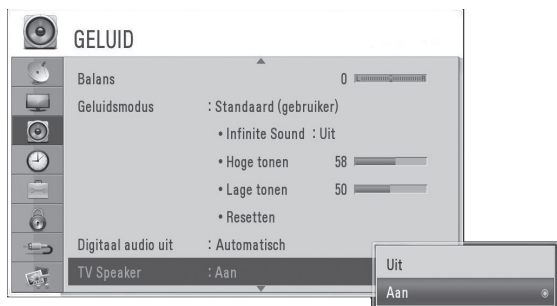 GELUID
Balans 0 L R
Geluidsmodus : Standaard (gebruiker)
• Infinite Sound : Uit
• Hoge tonen 58
• Lage tonen 50
• Resetten
Digitaal audio uit : Automatisch
TV Speaker : Aan
Uit
Aan